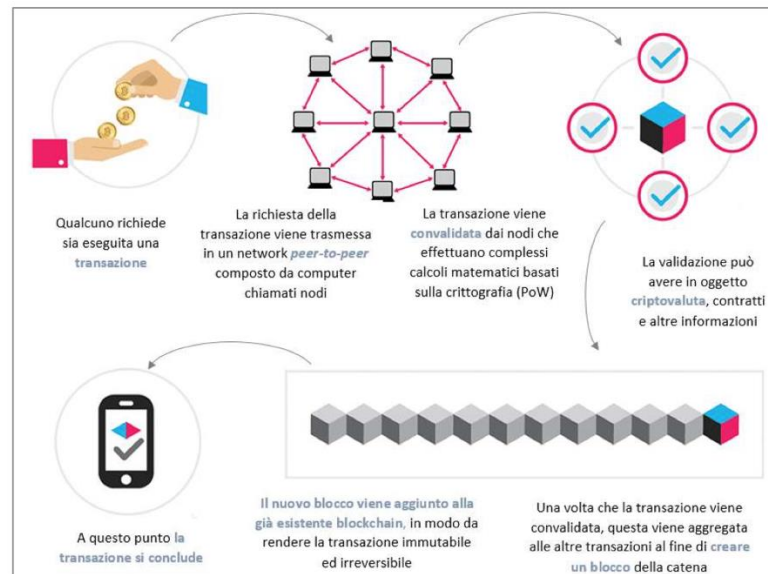 Qualcuno richiede
sia eseguita una
transazione
La richiesta della
transazione viene trasmessa
in un network peer-to-peer
composto da computer
chiamati nodi
La transazione viene
convalidata dai nodi che
effettuano complessi
calcoli matematici basati
sulla crittografia (PoW)
La validazione può
avere in oggetto
criptovaluta, contratti
e altre informazioni
Una volta che la transazione viene
convalidata, questa viene aggregata
alle altre transazioni al fine di creare
un blocco della catena
Il nuovo blocco viene aggiunto alla
già esistente blockchain, in modo da
rendere la transazione immutabile
ed irreversibile
A questo punto la
transazione si conclude